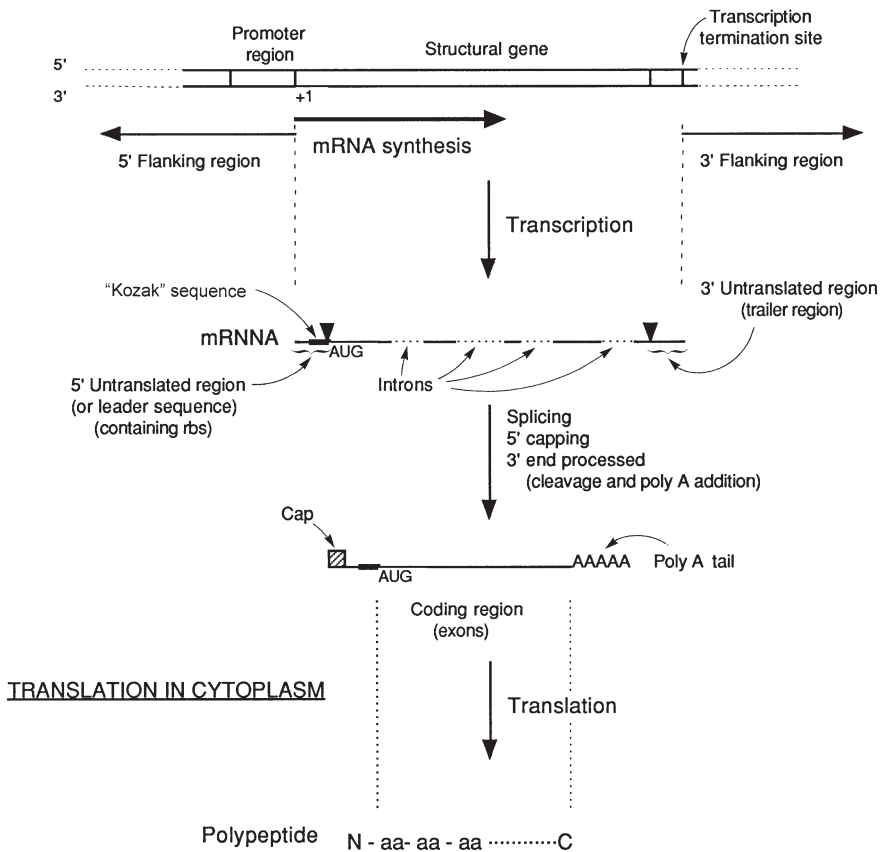 Promoter
region
Structural gene
Transcription
termination site
5'
3'
+1
5' Flanking region
mRNA synthesis
3' Flanking region
Transcription
"Kozak" sequence
3' Untranslated region
(trailer region)
mRNNA
AUG
5' Untranslated region
(or leader sequence)
(containing rbs)
Introns
Splicing
5' capping
3' end processed
(cleavage and poly A addition)
Cap
AUG
AAAAA
Poly A tail
Coding region
(exons)
TRANSLATION IN CYTOPLASM
Translation
Polypeptide N - aa- aa - aa ············C